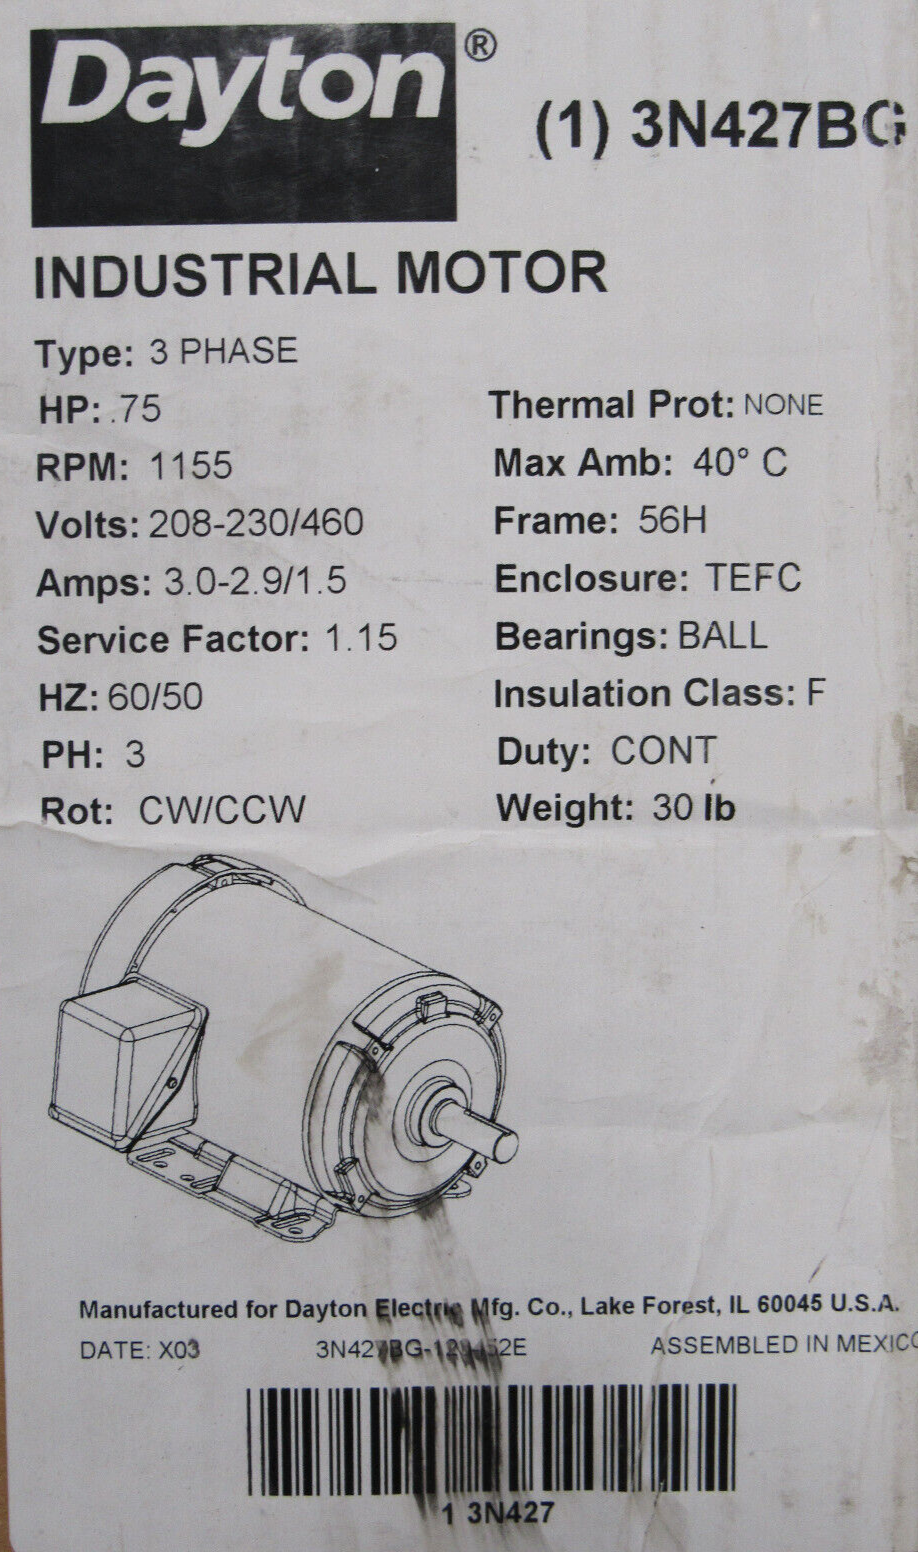 Dayton®
(1) 3N427BG
INDUSTRIAL MOTOR
Type: 3 PHASE
HP: .75
RPM: 1155
Volts: 208-230/460
Amps: 3.0-2.9/1.5
Service Factor: 1.15
HZ: 60/50
PH: 3
Rot: CW/CCW
Thermal Prot: NONE
Max Amb: 40° C
Frame: 56H
Enclosure: TEFC
Bearings: BALL
Insulation Class: F
Duty: CONT
Weight: 30 lb
Manufactured for Dayton Electric Mfg. Co., Lake Forest, IL 60045 U.S.A.
DATE: X03
ASSEMBLED IN MEXICO
1 3N427